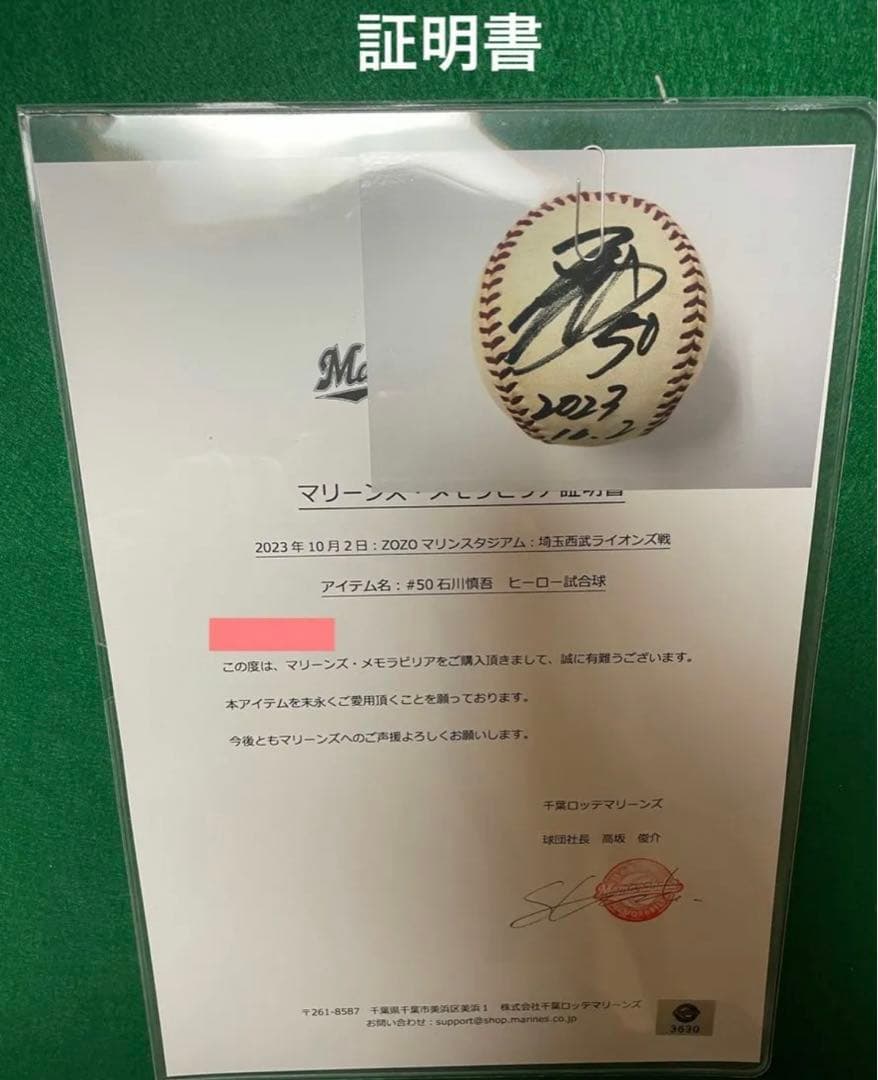 証明書
50
2023
10.2
マリーンズ・メモラビリア証明書
2023年10月2日：ZOZOマリンスタジアム：埼玉西武ライオンズ戦
アイテム名：#50石川慎吾　ヒーロー試合球
この度は、マリーンズ・メモラビリアをご購入頂きまして、誠に有難うございます。
本アイテムを末永くご愛用頂くことを願っております。
今後ともマリーンズへのご声援よろしくお願いします。
千葉ロッテマリーンズ
球団社長　高坂　俊介
〒261-8587　千葉県千葉市美浜区美浜1　株式会社千葉ロッテマリーンズ
お問い合わせ：support@shop.marines.co.jp
3630